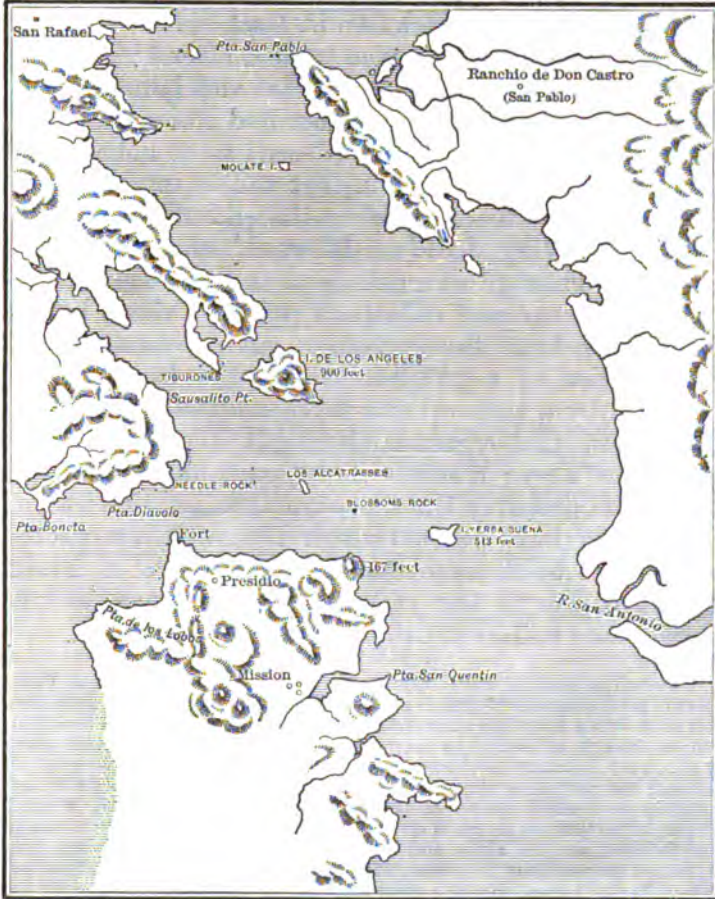 San Rafael
Pta. San Pablo
Ranchio de Don Castro
(San Pablo)
MOLATE I.
I. DE LOS ANGELES
900 feet
TIBURONES
Sausalito Pt.
NEEDLE ROCK
LOS ALCATRASSES
BLOSSOMS ROCK
Pta. Boneta
Pta. Diavolo
Fort
I. YERBA BUENA
513 feet
167 feet
Presidio
R. San Antonio
Pta. de los Lobos
Mission
Pta. San Quentin